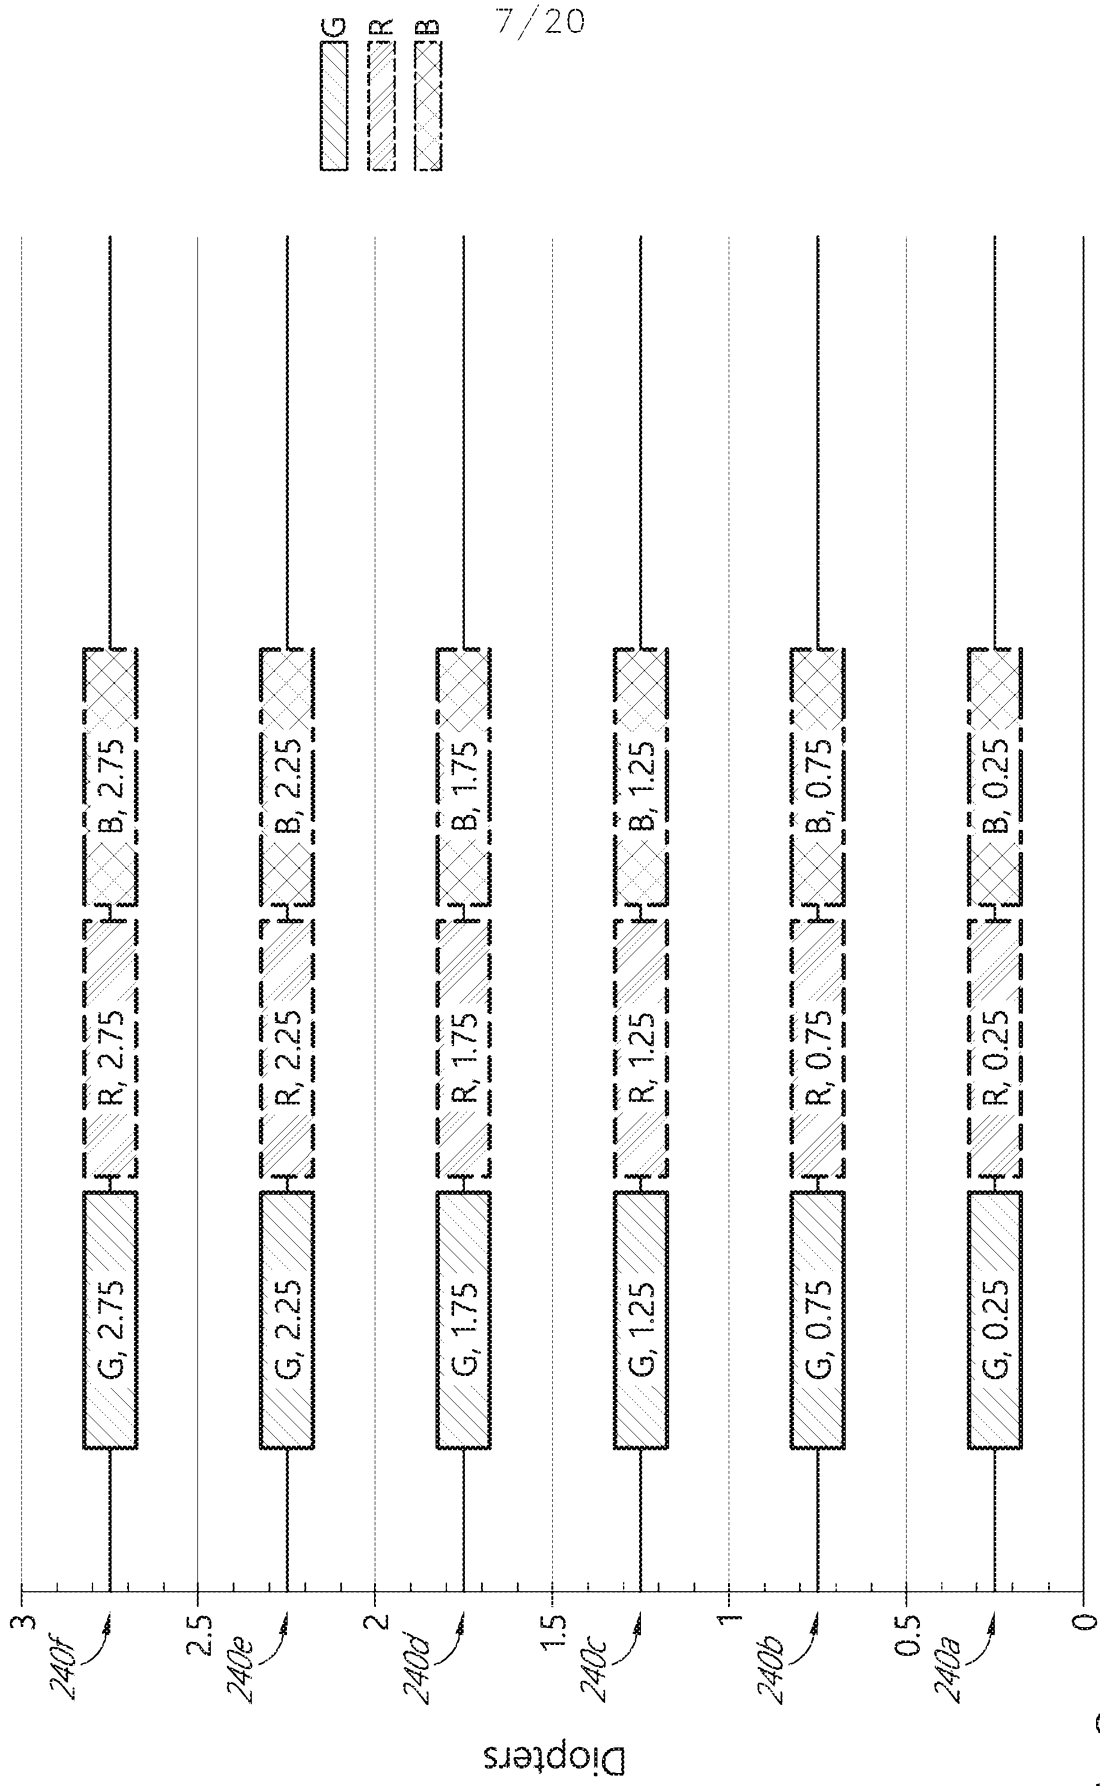 7/20
G
R
B
3
240f
G, 2.75
R, 2.75
B, 2.75
2.5
240e
G, 2.25
R, 2.25
B, 2.25
2
240d
G, 1.75
R, 1.75
B, 1.75
1.5
240c
G, 1.25
R, 1.25
B, 1.25
1
240b
G, 0.75
R, 0.75
B, 0.75
0.5
240a
G, 0.25
R, 0.25
B, 0.25
0
Diopters